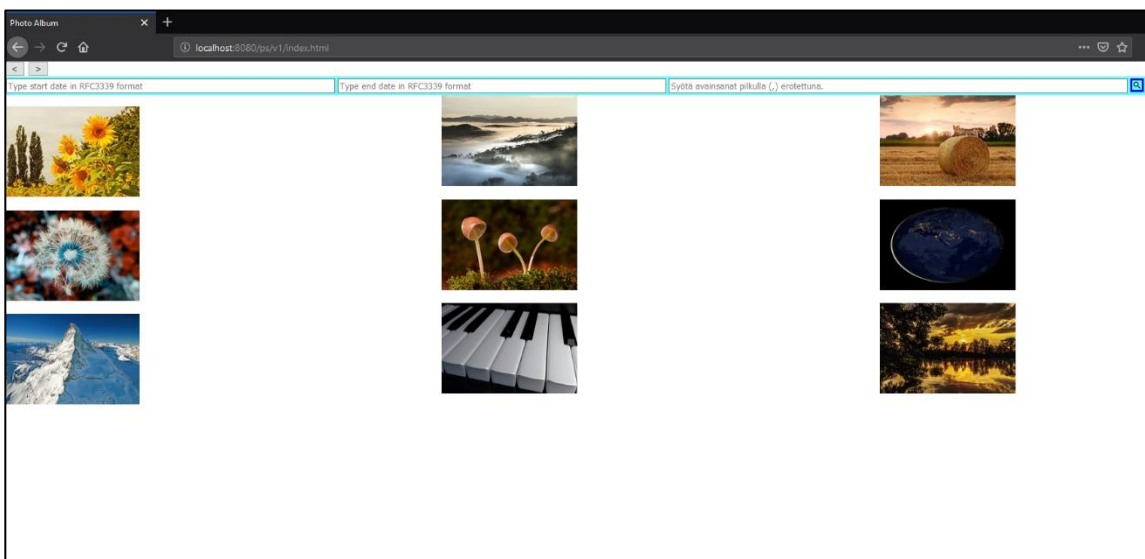 Photo Album
localhost:8080/ps/v1/index.html
< >
Type start date in RFC3339 format Type end date in RFC3339 format Syötä avainsanat pilkulla (,) erotettuna.